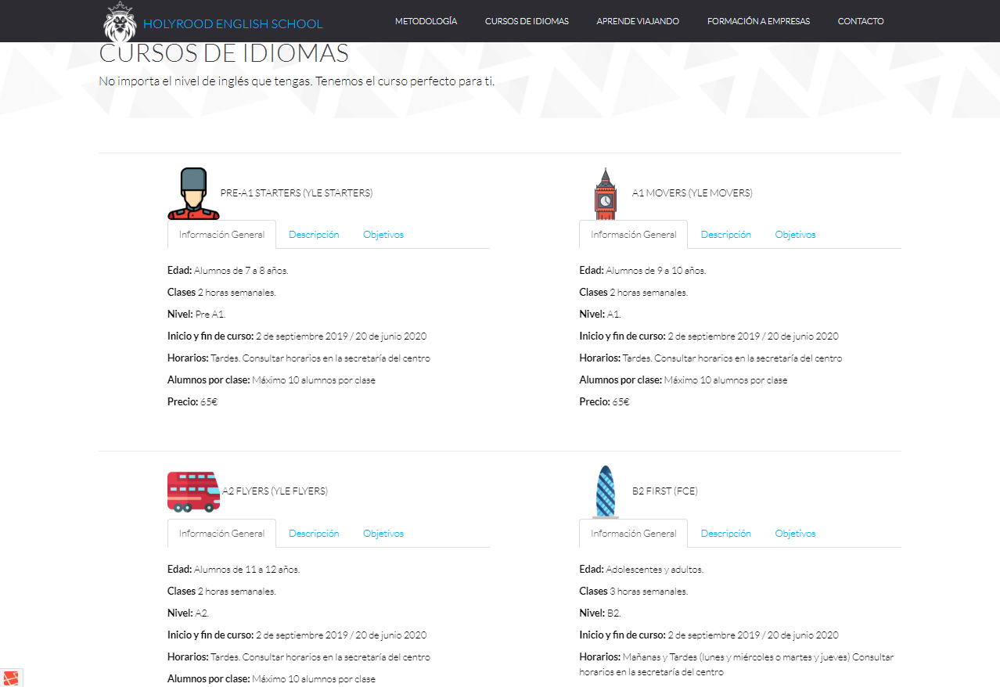 HOLYROOD ENGLISH SCHOOL
METODOLOGÍA
CURSOS DE IDIOMAS
APRENDE VIAJANDO
FORMACIÓN A EMPRESAS
CONTACTO
CURSOS DE IDIOMAS
No importa el nivel de inglés que tengas. Tenemos el curso perfecto para ti.
PRE-A1 STARTERS (YLE STARTERS)
Información General
Descripción
Objetivos
Edad: Alumnos de 7 a 8 años.
Clases 2 horas semanales.
Nivel: Pre A1.
Inicio y fin de curso: 2 de septiembre 2019 / 20 de junio 2020
Horarios: Tardes. Consultar horarios en la secretaría del centro
Alumnos por clase: Máximo 10 alumnos por clase
Precio: 65€
A1 MOVERS (YLE MOVERS)
Información General
Descripción
Objetivos
Edad: Alumnos de 9 a 10 años.
Clases 2 horas semanales.
Nivel: A1.
Inicio y fin de curso: 2 de septiembre 2019 / 20 de junio 2020
Horarios: Tardes. Consultar horarios en la secretaría del centro
Alumnos por clase: Máximo 10 alumnos por clase
Precio: 65€
A2 FLYERS (YLE FLYERS)
Información General
Descripción
Objetivos
Edad: Alumnos de 11 a 12 años.
Clases 2 horas semanales.
Nivel: A2.
Inicio y fin de curso: 2 de septiembre 2019 / 20 de junio 2020
Horarios: Tardes. Consultar horarios en la secretaría del centro
Alumnos por clase: Máximo 10 alumnos por clase
B2 FIRST (FCE)
Información General
Descripción
Objetivos
Edad: Adolescentes y adultos.
Clases 3 horas semanales.
Nivel: B2.
Inicio y fin de curso: 2 de septiembre 2019 / 20 de junio 2020
Horarios: Mañanas y Tardes (lunes y miércoles o martes y jueves) Consultar
horarios en la secretaría del centro